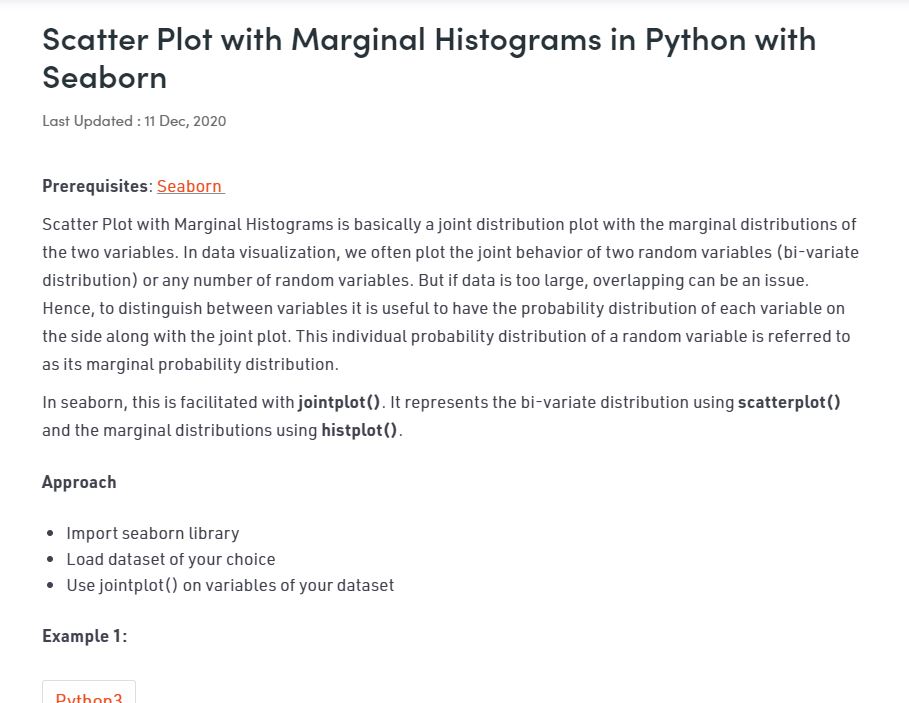 Scatter Plot with Marginal Histograms in Python with
Seaborn
Last Updated : 11 Dec, 2020
Prerequisites: Seaborn
Scatter Plot with Marginal Histograms is basically a joint distribution plot with the marginal distributions of
the two variables. In data visualization, we often plot the joint behavior of two random variables (bi-variate
distribution) or any number of random variables. But if data is too large, overlapping can be an issue.
Hence, to distinguish between variables it is useful to have the probability distribution of each variable on
the side along with the joint plot. This individual probability distribution of a random variable is referred to
as its marginal probability distribution.
In seaborn, this is facilitated with jointplot(). It represents the bi-variate distribution using scatterplot()
and the marginal distributions using histplot().
Approach
• Import seaborn library
• Load dataset of your choice
• Use jointplot() on variables of your dataset
Example 1:
Python3